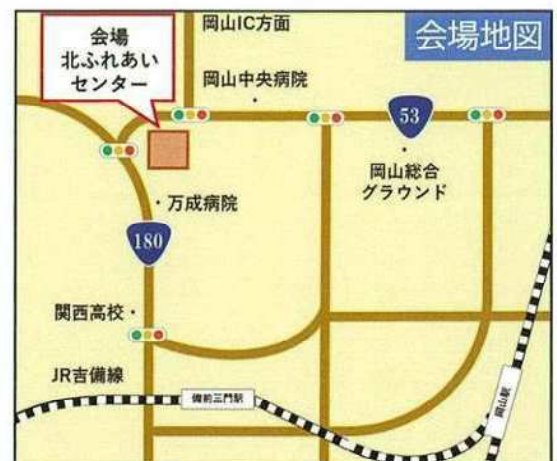 会場地図
岡山IC方面
会場
北ふれあい
センター
岡山中央病院
53
岡山総合
グラウンド
・万成病院
180
関西高校・
JR吉備線
備前三門駅
岡山駅